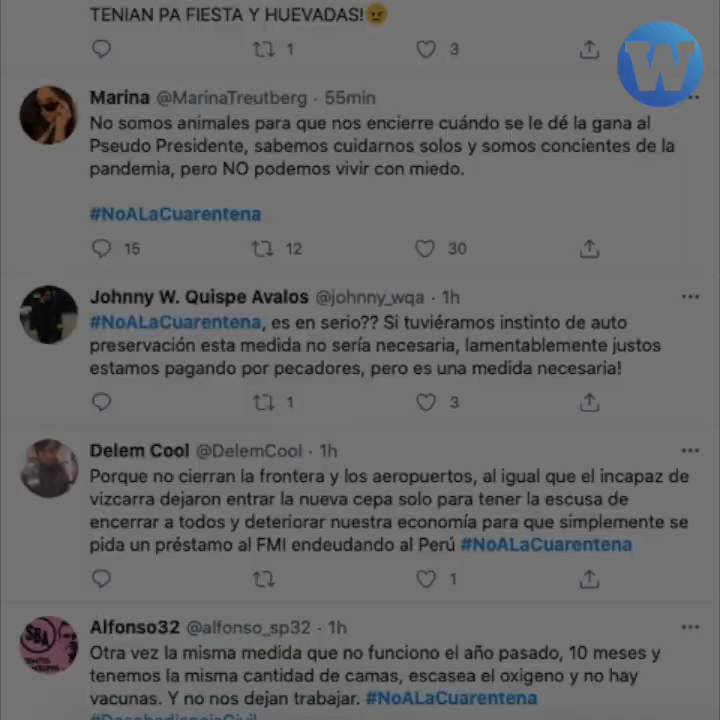 TENIAN PA FIESTA Y HUEVADAS!😠
1 3
W
Marina @MarinaTreutberg · 55min
No somos animales para que nos encierre cuándo se le dé la gana al
Pseudo Presidente, sabemos cuidarnos solos y somos concientes de la
pandemia, pero NO podemos vivir con miedo.
#NoALaCuarentena
15 12 30
Johnny W. Quispe Avalos @johnny_wqa · 1h
#NoALaCuarentena, es en serio?? Si tuviéramos instinto de auto
preservación esta medida no sería necesaria, lamentablemente justos
estamos pagando por pecadores, pero es una medida necesaria!
1 3
Delem Cool @DelemCool · 1h
Porque no cierran la frontera y los aeropuertos, al igual que el incapaz de
vizcarra dejaron entrar la nueva cepa solo para tener la escusa de
encerrar a todos y deteriorar nuestra economía para que simplemente se
pida un préstamo al FMI endeudando al Perú #NoALaCuarentena
1
Alfonso32 @alfonso_sp32 · 1h
Otra vez la misma medida que no funciono el año pasado, 10 meses y
tenemos la misma cantidad de camas, escasea el oxigeno y no hay
vacunas. Y no nos dejan trabajar. #NoALaCuarentena
#DesobedienciaCivil